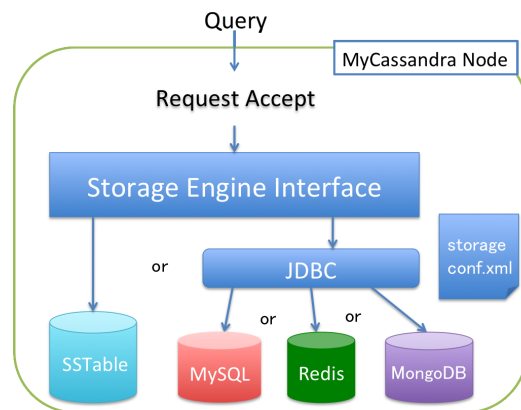 Query
MyCassandra Node
Request Accept
Storage Engine Interface
storage
conf.xml
or
JDBC
or
or
SSTable
MySQL
Redis
MongoDB